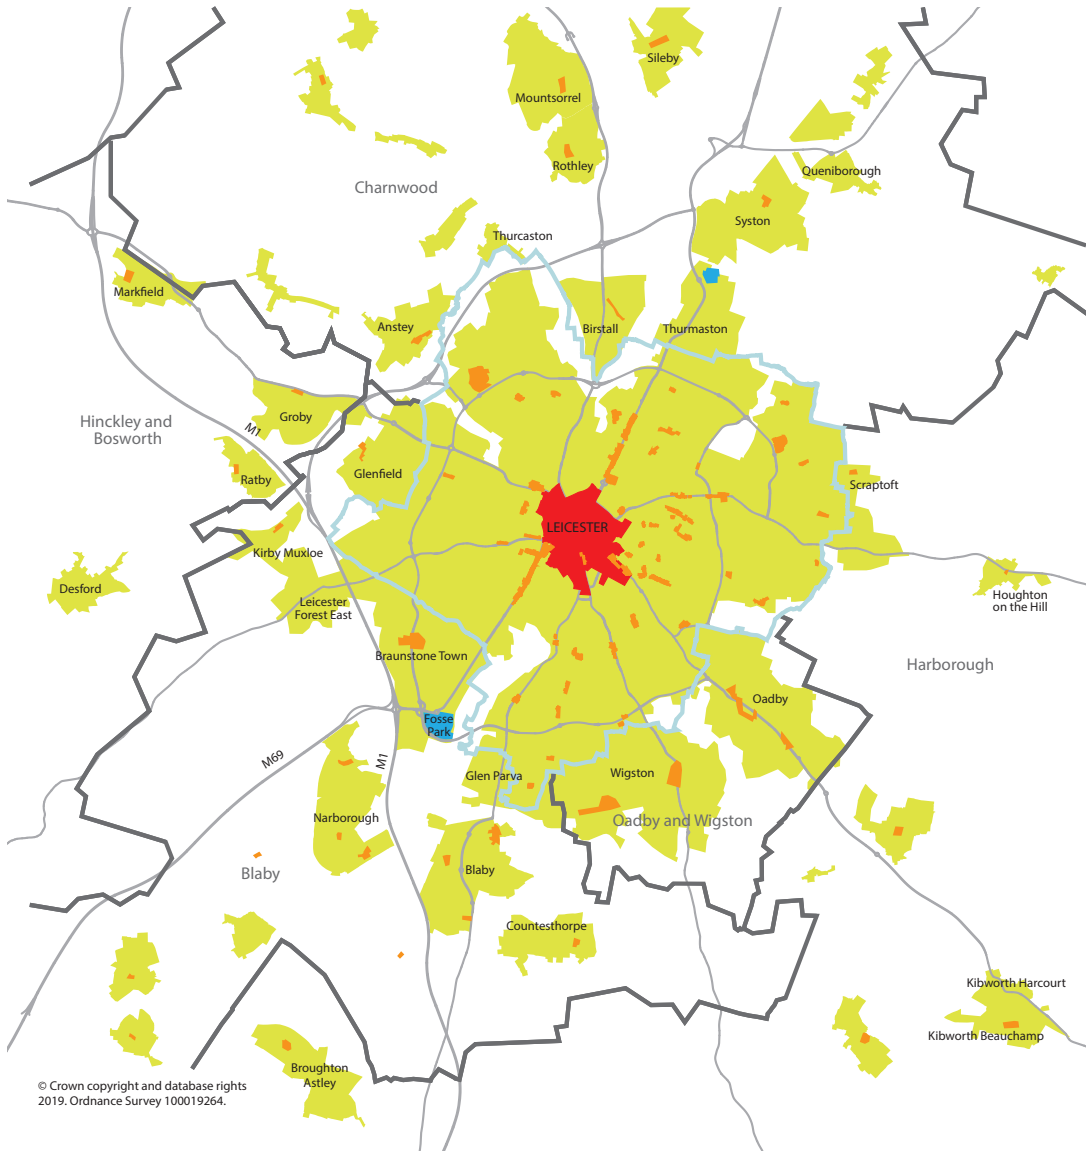 Sileby
Mountsorrel
Rothley
Queniborough
Charnwood
Syston
Thurcaston
Markfield
Anstey
Birstall
Thurmaston
Hinckley and
Bosworth
M1
Groby
Glenfield
Ratby
Scraptoft
LEICESTER
Kirby Muxloe
Desford
Leicester
Forest East
Houghton
on the Hill
Braunstone Town
Harborough
Oadby
Fosse
Park
M69
M1
Glen Parva
Wigston
Narborough
Oadby and Wigston
Blaby
Blaby
Countesthorpe
Kibworth Harcourt
Kibworth Beauchamp
Broughton
Astley
© Crown copyright and database rights
2019. Ordnance Survey 100019264.